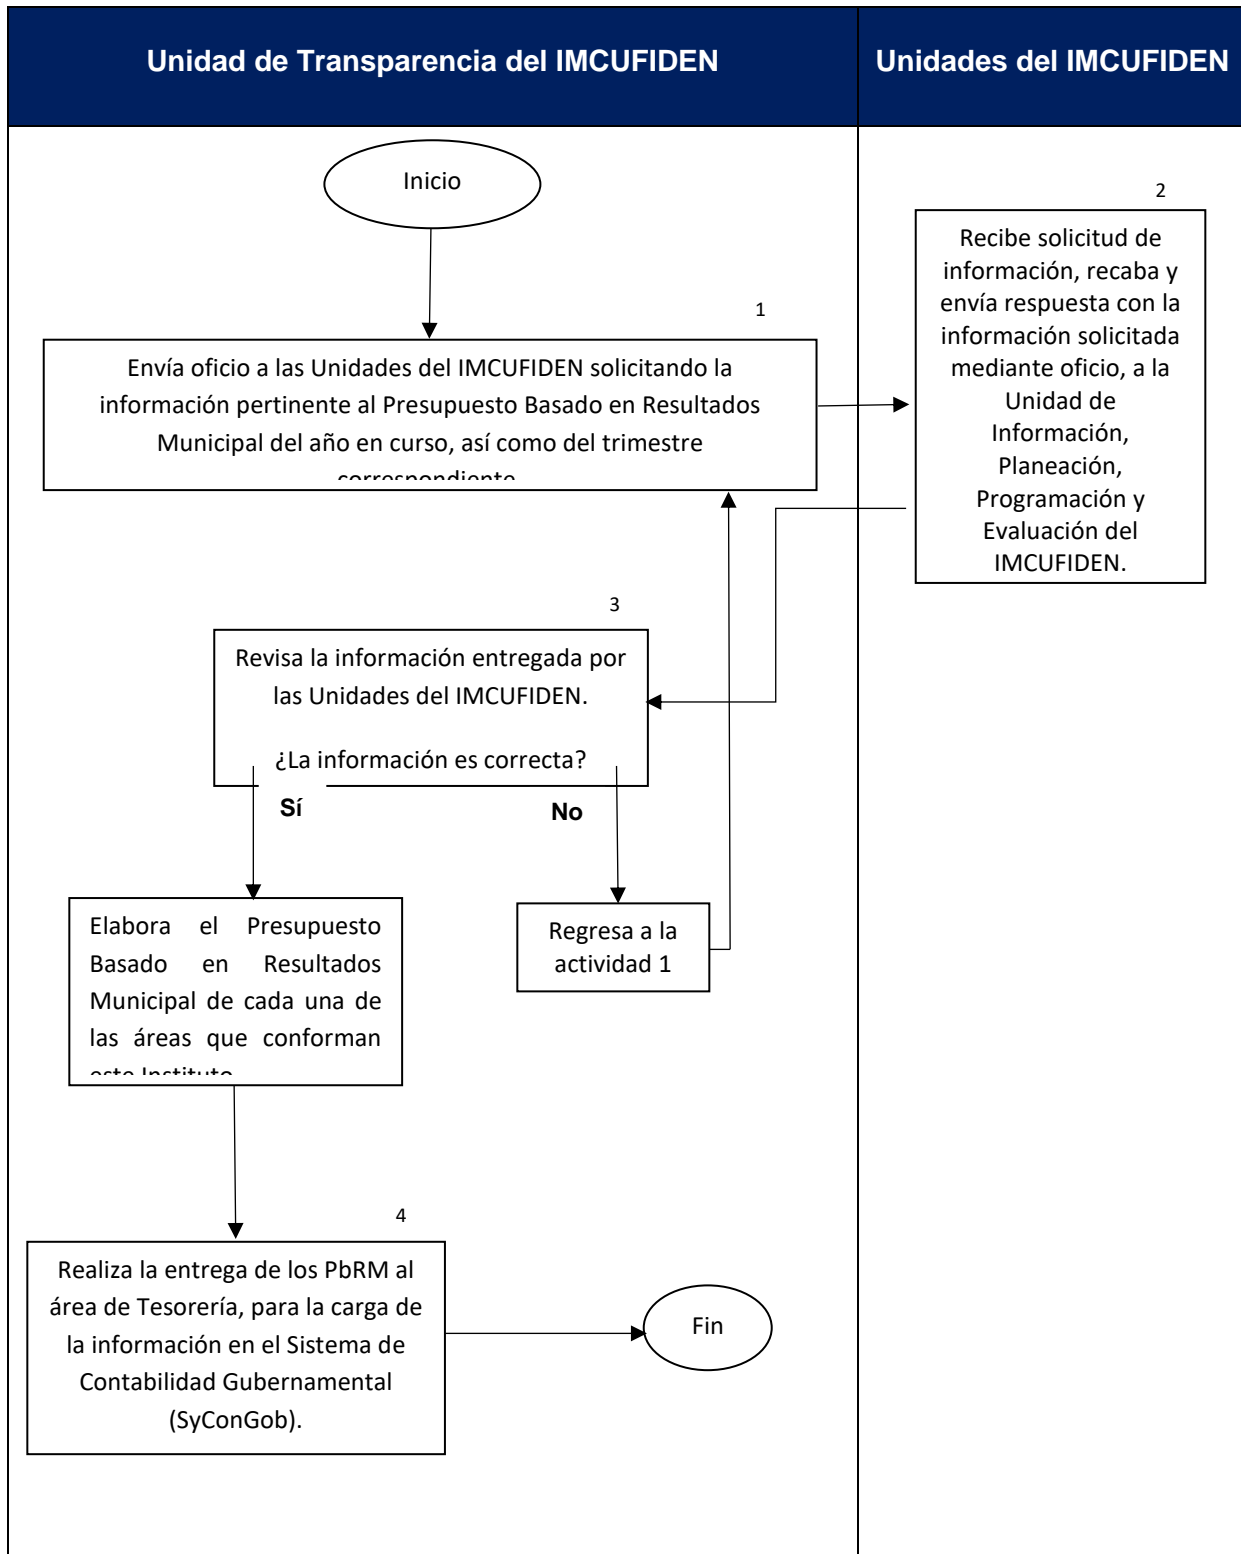 Unidad de Transparencia del IMCUFIDEN
Unidades del IMCUFIDEN
Inicio
1
Envía oficio a las Unidades del IMCUFIDEN solicitando la
información pertinente al Presupuesto Basado en Resultados
Municipal del año en curso, así como del trimestre
correspondiente
2
Recibe solicitud de
información, recaba y
envía respuesta con la
información solicitada
mediante oficio, a la
Unidad de
Información,
Planeación,
Programación y
Evaluación del
IMCUFIDEN.
3
Revisa la información entregada por
las Unidades del IMCUFIDEN.
¿La información es correcta?
Sí
No
Elabora el Presupuesto
Basado en Resultados
Municipal de cada una de
las áreas que conforman
este Instituto
Regresa a la
actividad 1
4
Realiza la entrega de los PbRM al
área de Tesorería, para la carga de
la información en el Sistema de
Contabilidad Gubernamental
(SyConGob).
Fin